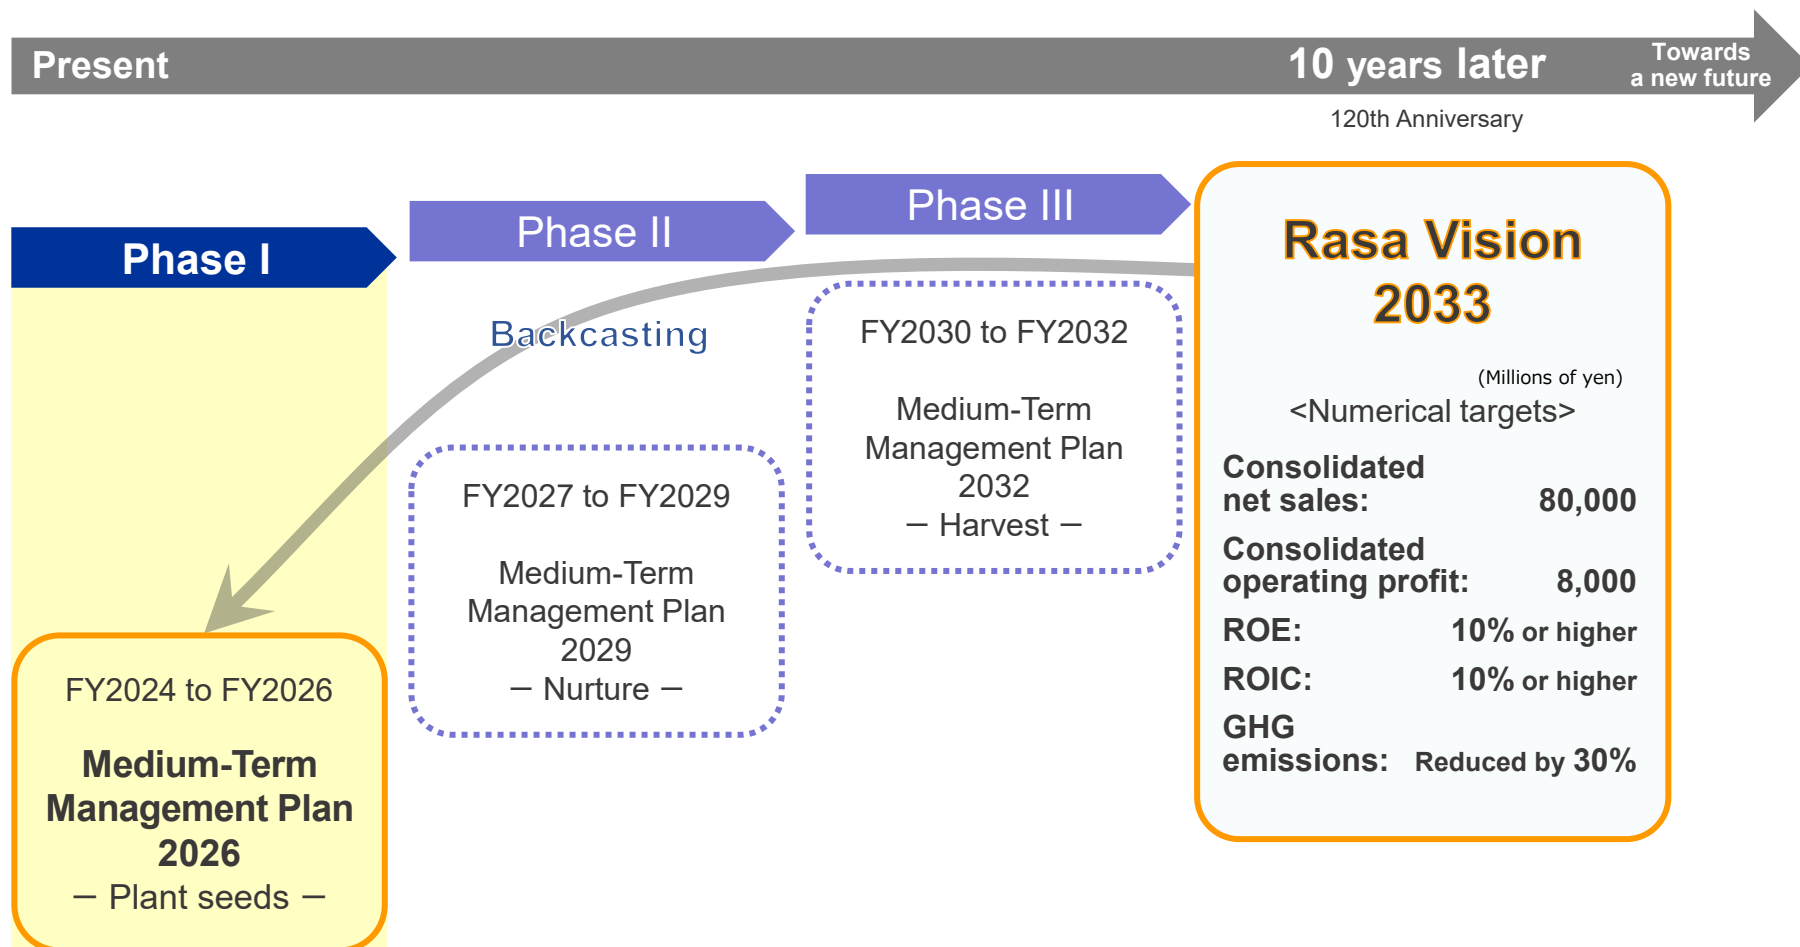 Present
10 years later
Towards
a new future
120th Anniversary
Phase I
Phase II
Phase III
Backcasting
FY2024 to FY2026
Medium-Term
Management Plan
2026
— Plant seeds —
FY2027 to FY2029
Medium-Term
Management Plan
2029
— Nurture —
FY2030 to FY2032
Medium-Term
Management Plan
2032
— Harvest —
Rasa Vision
2033
(Millions of yen)
<Numerical targets>
Consolidated
net sales: 80,000
Consolidated
operating profit: 8,000
ROE: 10% or higher
ROIC: 10% or higher
GHG
emissions: Reduced by 30%